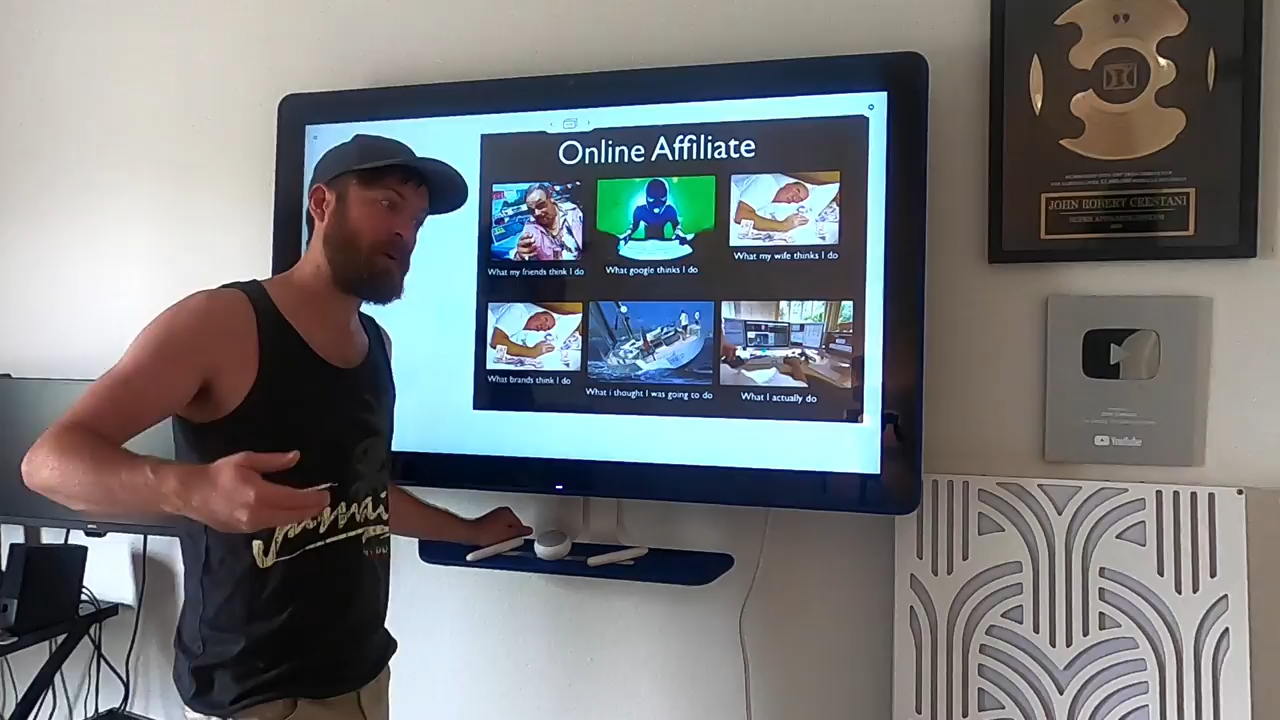 Online Affiliate
What my friends think I do
What google thinks I do
What my wife thinks I do
What brands think I do
What i thought I was going to do
What I actually do
JOHN ROBERT CRESTANI
YouTube